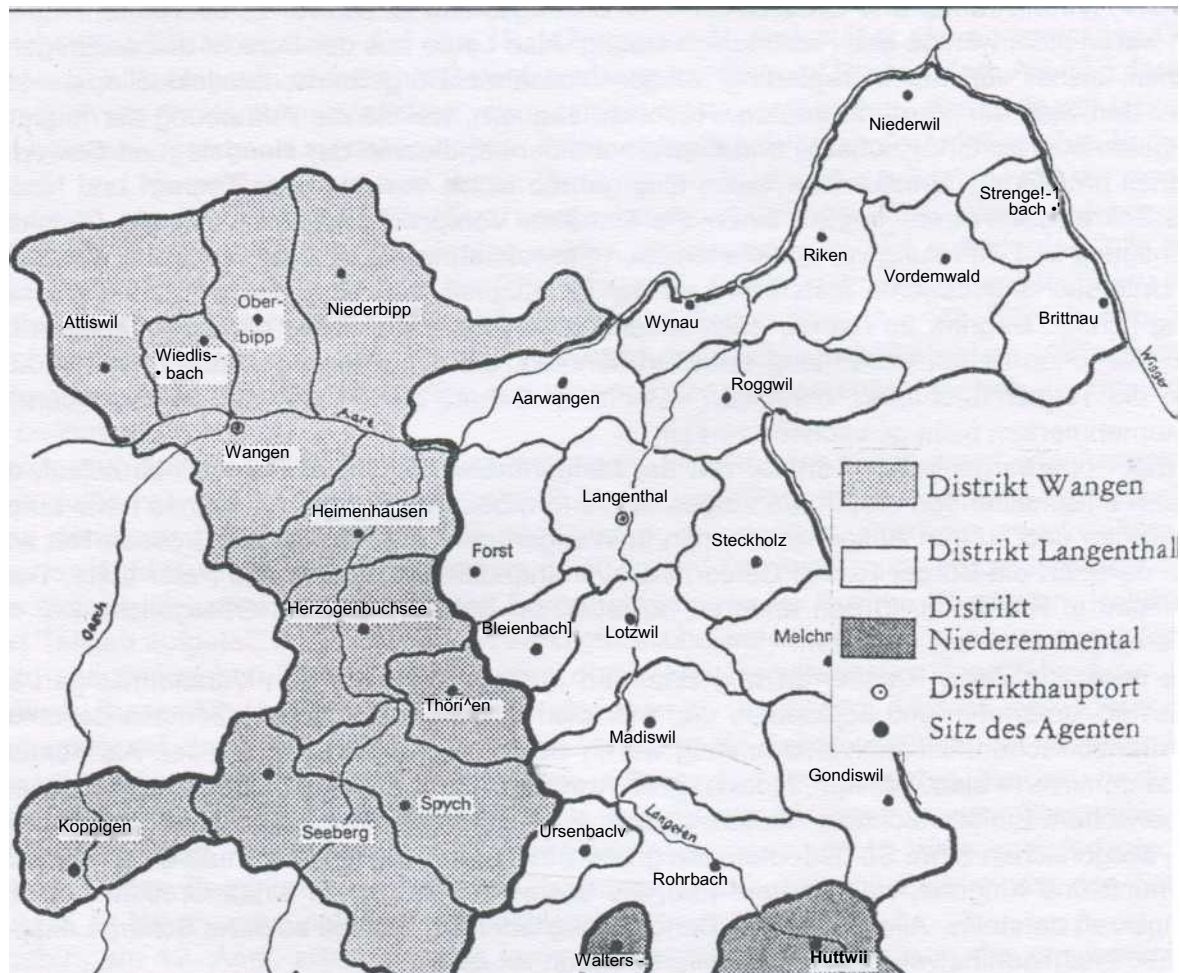 Niederwil
Strenge!-1
bach •'
Riken
Vordemwald
Ober-
bipp
Niederbipp
Attiswil
Wiedlis-
• bach
Wynau
Brittnau
Wigger
Aarwangen
Roggwil
Aare
Wangen
Distrikt Wangen
Langenthal
Heimenhausen
Steckholz
Forst
Distrikt Langenthal
Herzogenbuchsee
Bleienbach]
Lotzwil
Melchr
Distrikt
Niederemmental
Thöri^en
Distrikthauptort
Madiswil
Sitz des Agenten
Gondiswil
Spych
Koppigen
Seeberg
Ursenbaclv
Langeten
Rohrbach
Walters -
Huttwii